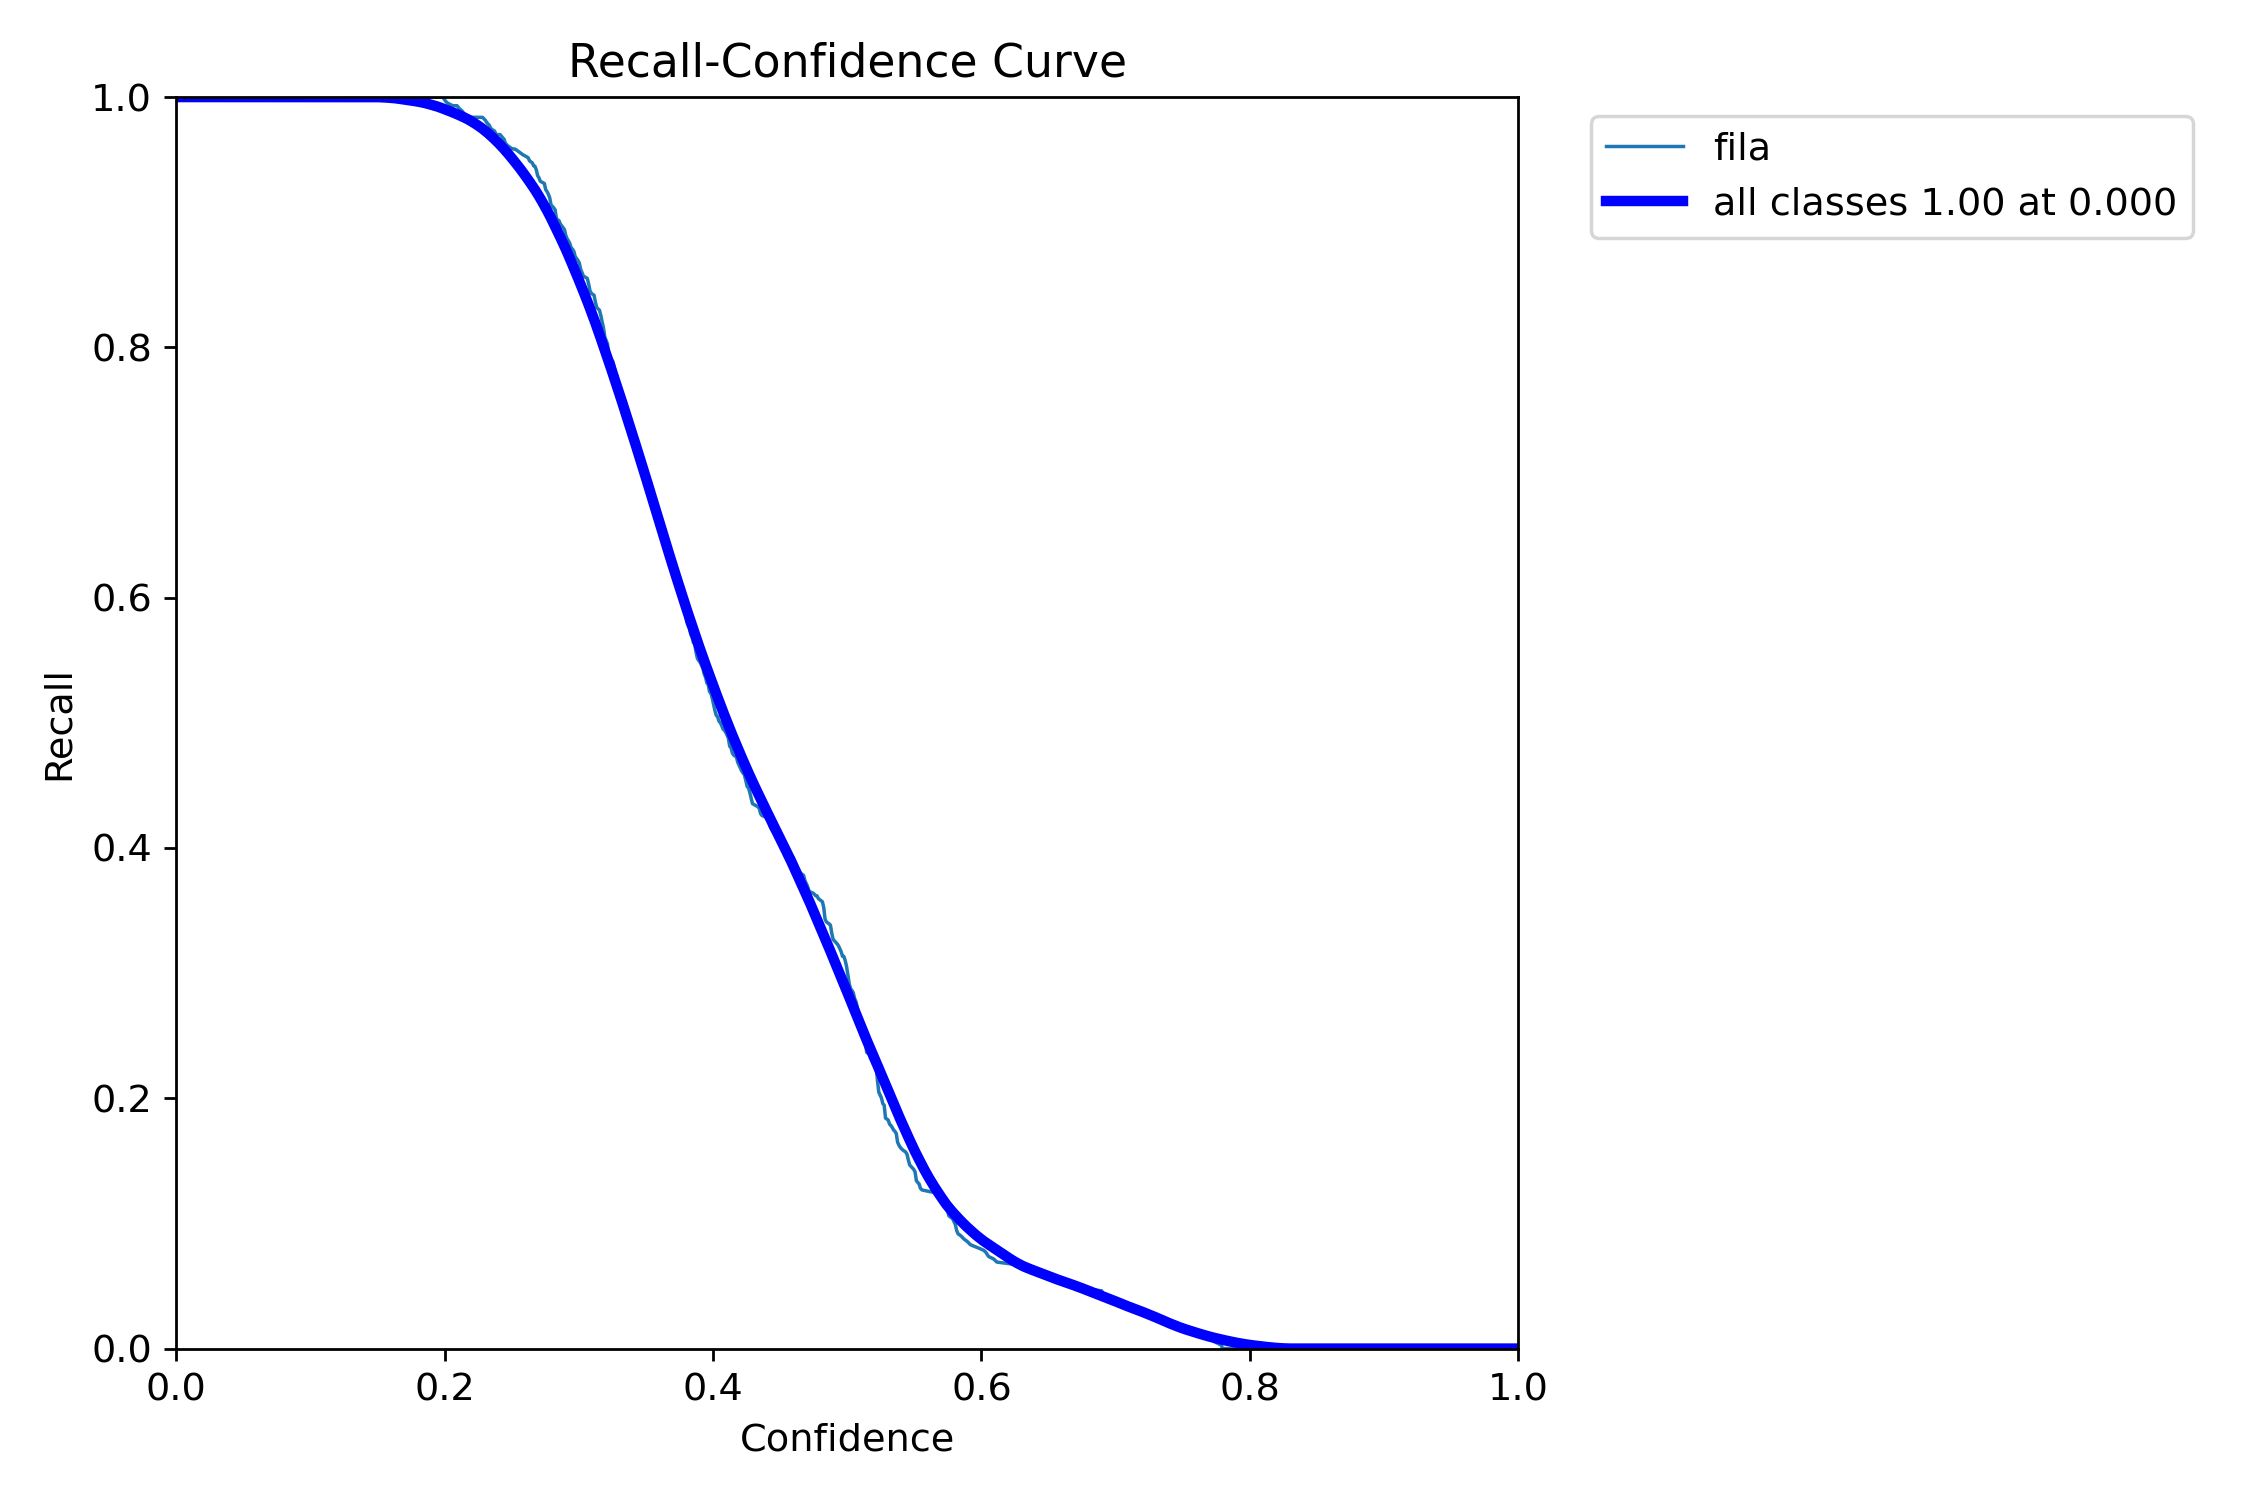 Recall-Confidence Curve
1.0
0.8
0.6
0.4
0.2
0.0
Recall
0.0 0.2 0.4 0.6 0.8 1.0
Confidence
fila
all classes 1.00 at 0.000